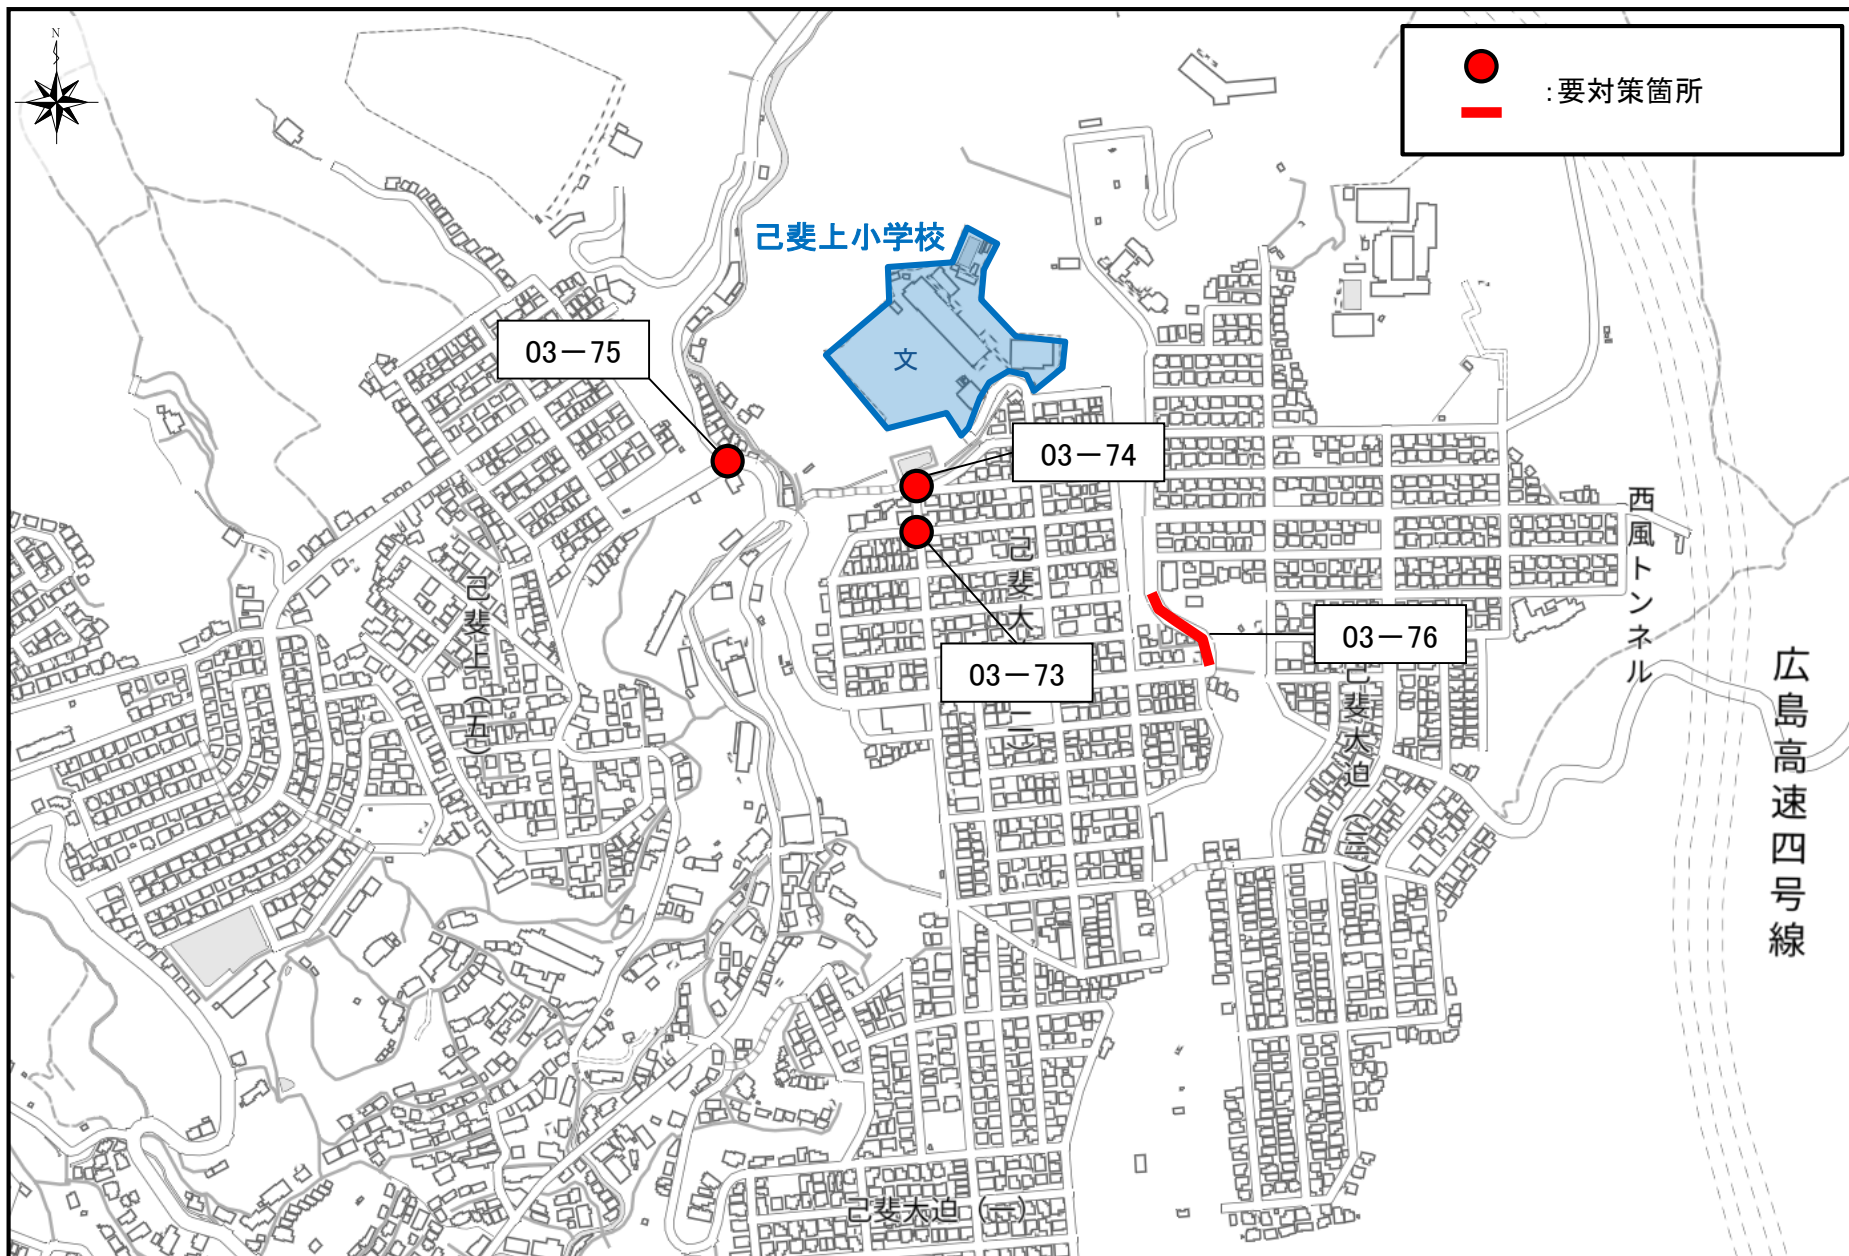 N
:要対策箇所
己斐上小学校
文
03－75
03－74
03－76
03－73
西風トンネル
広島高速四号線
己斐上（五）
己斐大
二）
己斐大迫（三）
己斐大迫（一）